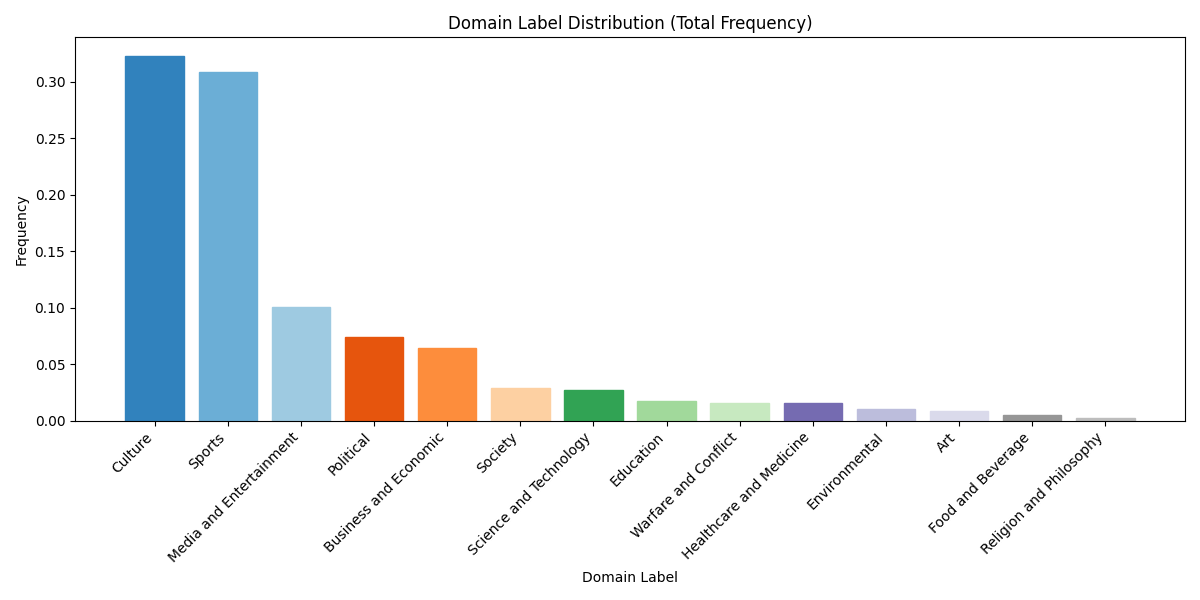 Domain Label Distribution (Total Frequency)
Frequency
0.30
0.25
0.20
0.15
0.10
0.05
0.00
Culture
Sports
Media and Entertainment
Political
Business and Economic
Society
Science and Technology
Education
Warfare and Conflict
Healthcare and Medicine
Environmental
Art
Food and Beverage
Religion and Philosophy
Domain Label